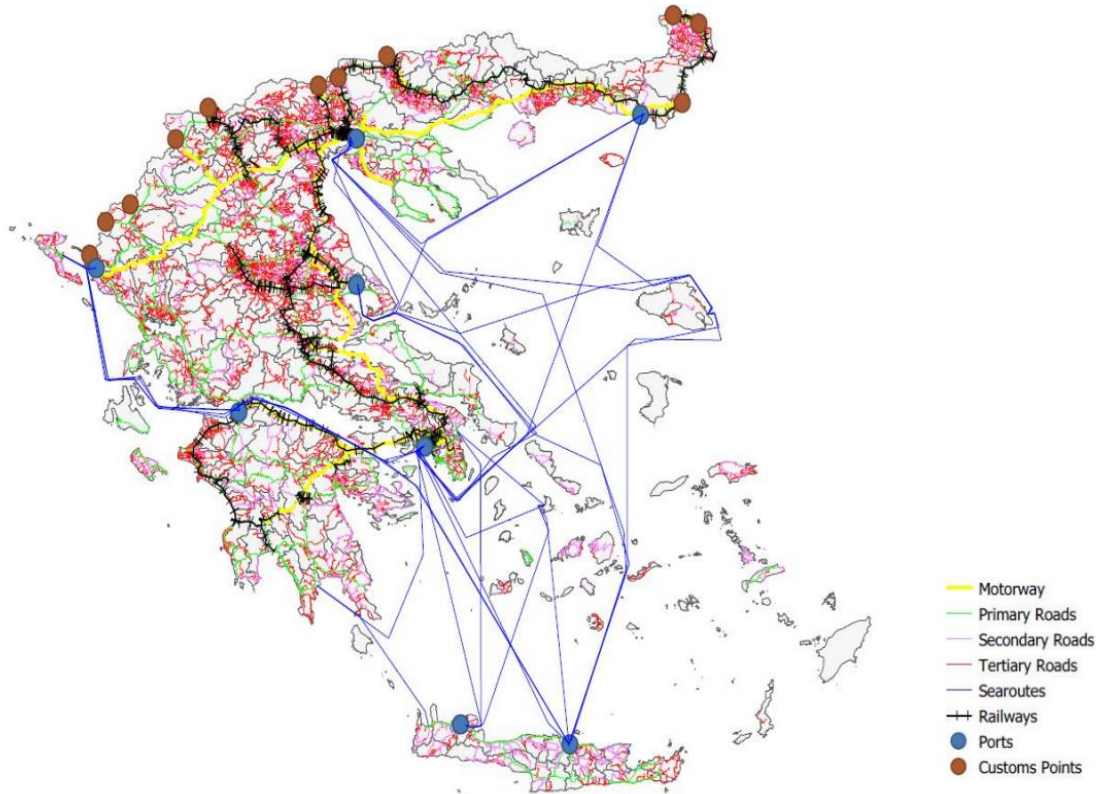 Motorway
Primary Roads
Secondary Roads
Tertiary Roads
Searoutes
Railways
Ports
Customs Points